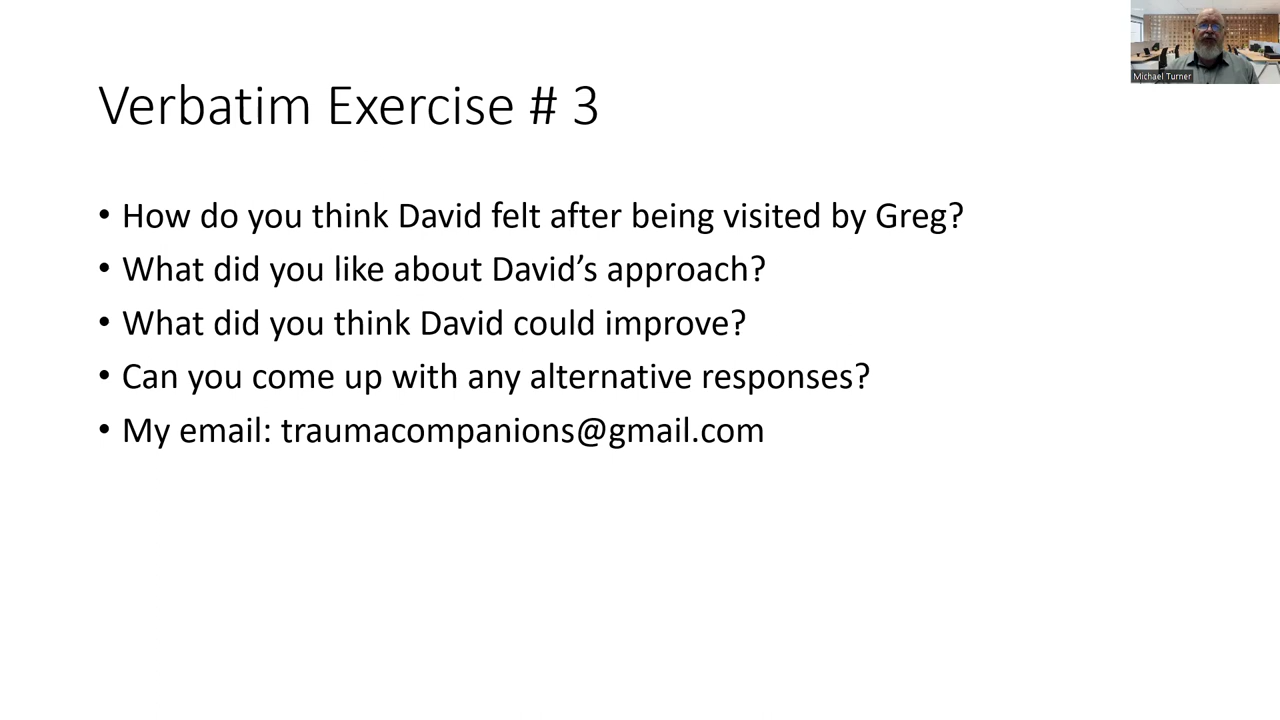 Michael Turner
Verbatim Exercise # 3
• How do you think David felt after being visited by Greg?
• What did you like about David’s approach?
• What did you think David could improve?
• Can you come up with any alternative responses?
• My email: traumacompanions@gmail.com